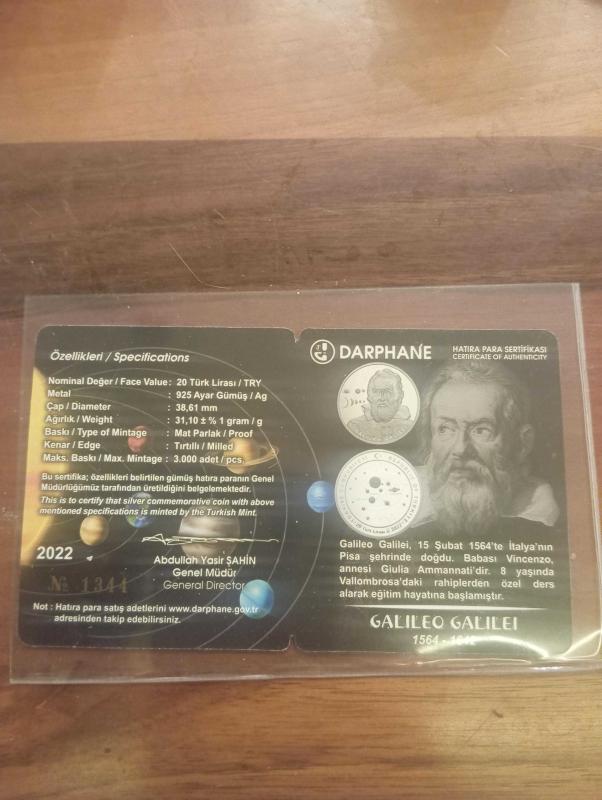 Özellikleri / Specifications
Nominal Değer / Face Value : 20 Türk Lirası / TRY
Metal : 925 Ayar Gümüş / Ag
Çap / Diameter : 38,61 mm
Ağırlık / Weight : 31,10 ± % 1 gram / g
Baskı / Type of Mintage : Mat Parlak / Proof
Kenar / Edge : Tırtıllı / Milled
Maks. Baskı / Max. Mintage : 3.000 adet / pcs.
Bu sertifika; özellikleri belirtilen gümüş hatıra paranın Genel
Müdürlüğümüz tarafından üretildiğini belgelemektedir.
This is to certify that silver commemorative coin with above
mentioned specifications is minted by the Turkish Mint.
2022
Abdullah Yasir ŞAHİN
Genel Müdür
General Director
№ 1344
Not : Hatıra para satış adetlerini www.darphane.gov.tr
adresinden takip edebilirsiniz.
DARPHANE
HATIRA PARA SERTİFİKASI
CERTIFICATE OF AUTHENTICITY
Galileo Galilei, 15 Şubat 1564'te İtalya'nın
Pisa şehrinde doğdu. Babası Vincenzo,
annesi Giulia Ammannati'dir. 8 yaşında
Vallombrosa'daki rahiplerden özel ders
alarak eğitim hayatına başlamıştır.
GALILEO GALILEI
1564 - 1642